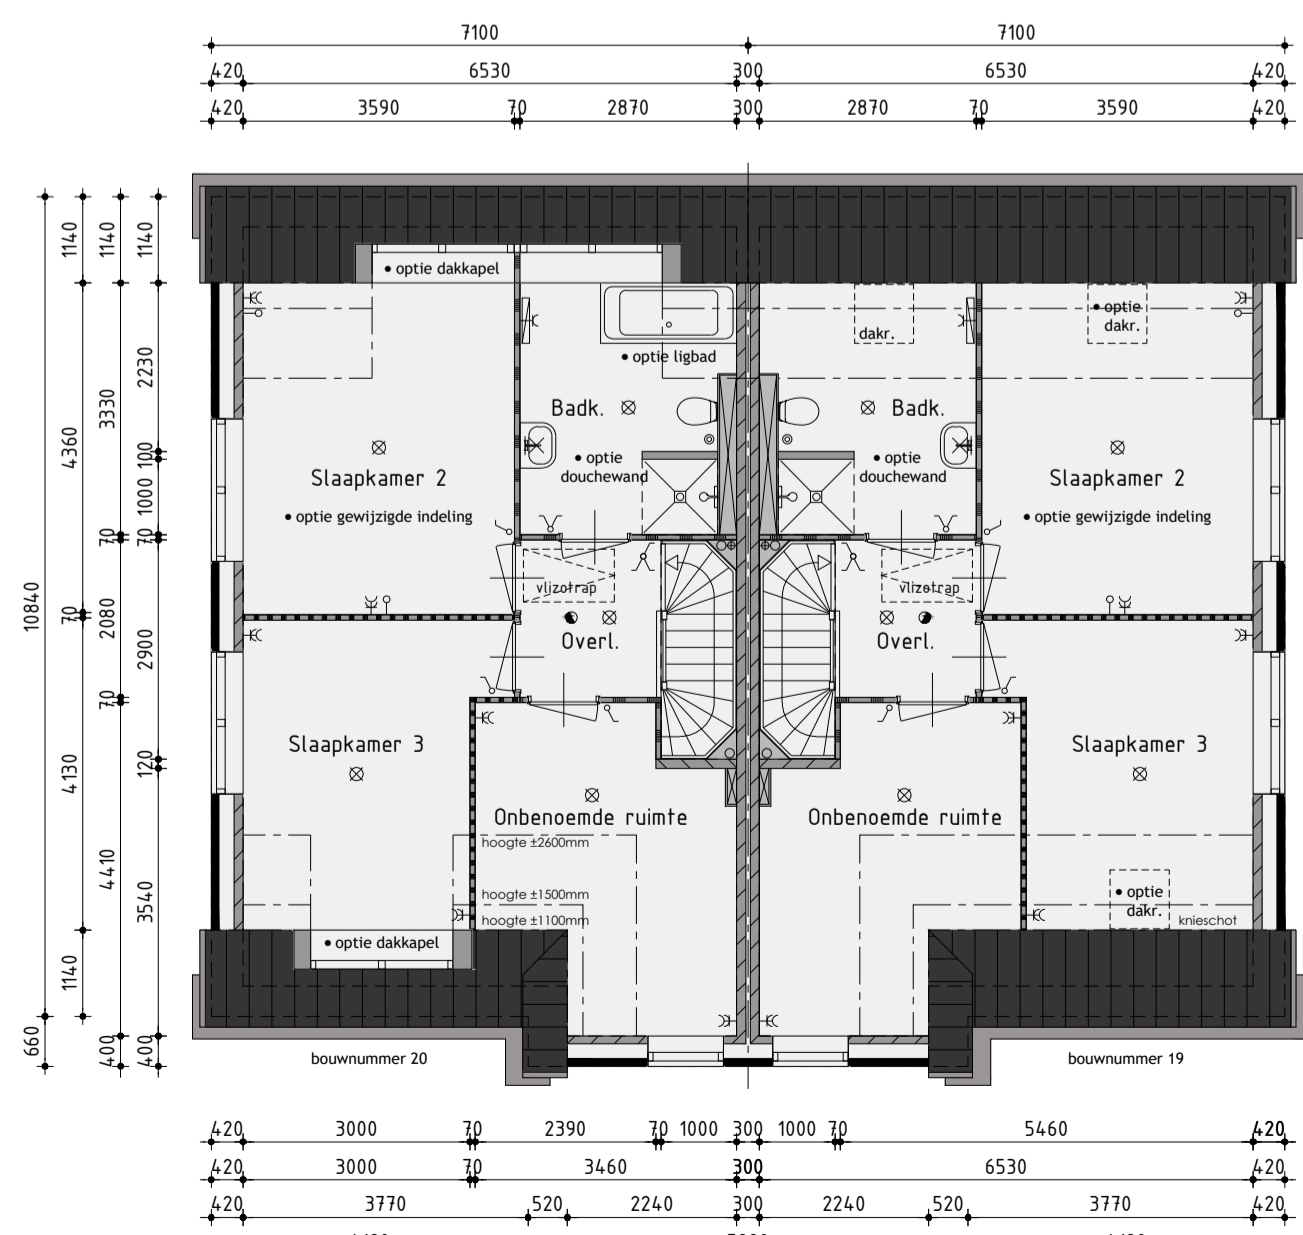 7100 7100
420 6530 300 6530 420
420 3590 70 2870 300 2870 70 3590 420
1140 1140 1140
• optie dakkapel
• optie
dakr.
dakr.
• optie ligbad
2230
3330
4360
Badk. Badk.
100
1000
• optie
douchewand
• optie
douchewand
Slaapkamer 2 Slaapkamer 2
• optie gewijzigde indeling • optie gewijzigde indeling
70 70
vlizotrap vlizotrap
10840
70
2080
2900
Overl. Overl.
70
Slaapkamer 3 Slaapkamer 3
4130
120
Onbenoemde ruimte Onbenoemde ruimte
hoogte ±2600mm
4410
3540
hoogte ±1500mm
hoogte ±1100mm
• optie
dakr.
knieschot
• optie dakkapel
1140
660
400 400
bouwnummer 20 bouwnummer 19
420 3000 70 2390 70 1000 300 1000 70 5460 420
420 3000 70 3460 300 6530 420
420 3770 520 2240 300 2240 520 3770 420